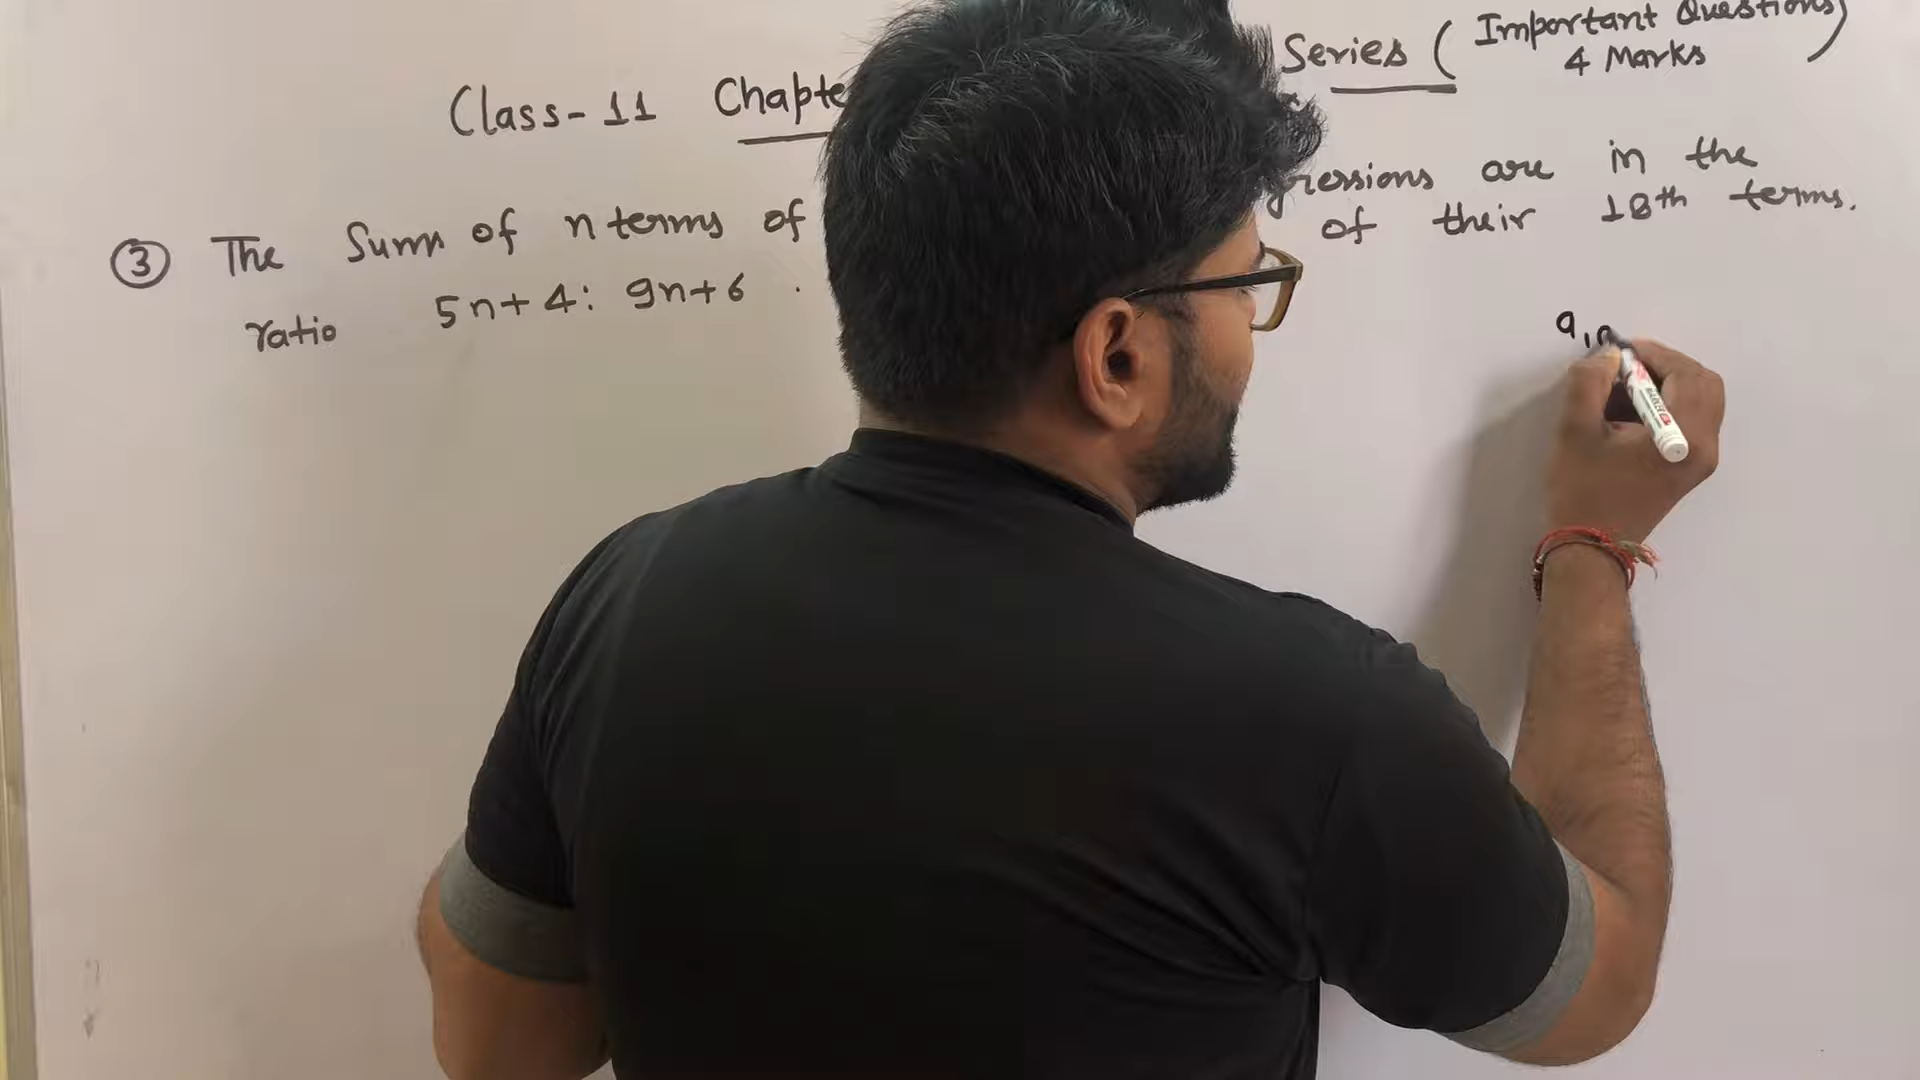 Class-11 Chapte Series (Important Questions)
4 Marks
③ The Sum of n terms of gressions are in the
ratio 5n+4: 9n+6 . of their 18th terms.
a,